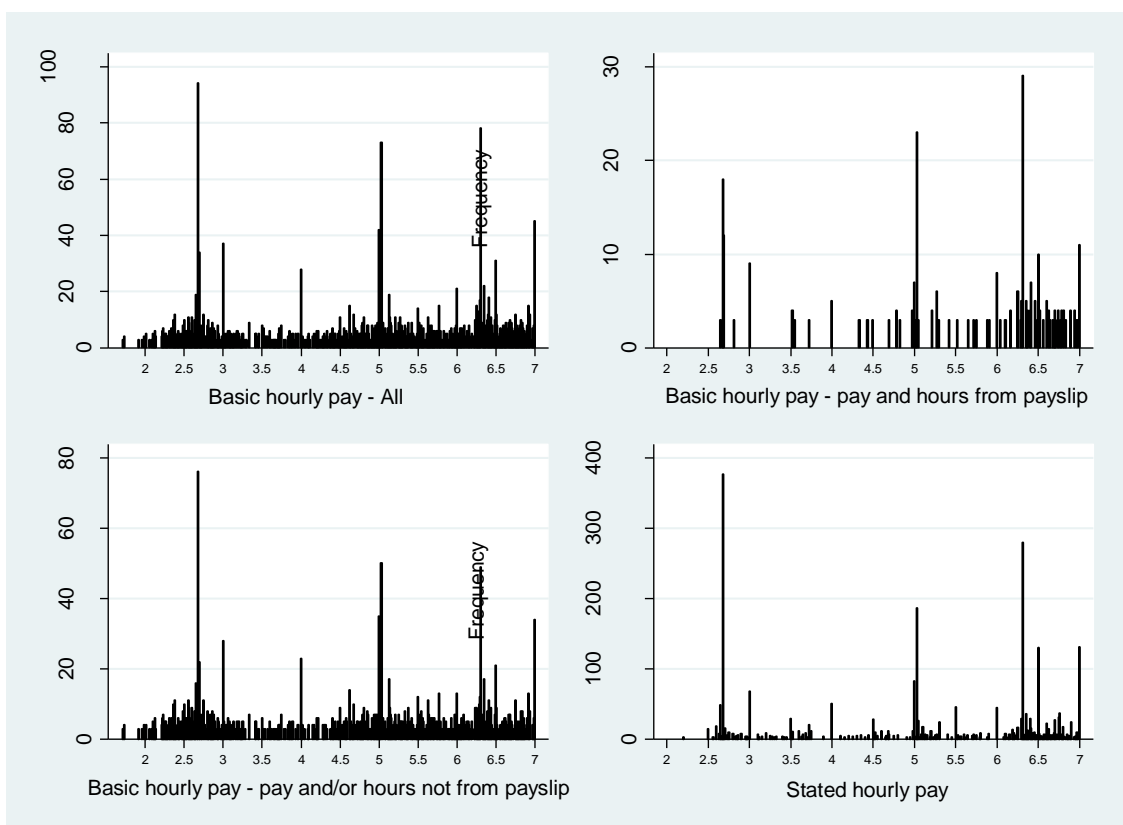 100
80
60
40
20
0
Frequency
2 2.5 3 3.5 4 4.5 5 5.5 6 6.5 7
Basic hourly pay - All
30
20
10
0
2 2.5 3 3.5 4 4.5 5 5.5 6 6.5 7
Basic hourly pay - pay and hours from payslip
80
60
40
20
0
Frequency
2 2.5 3 3.5 4 4.5 5 5.5 6 6.5 7
Basic hourly pay - pay and/or hours not from payslip
400
300
200
100
0
2 2.5 3 3.5 4 4.5 5 5.5 6 6.5 7
Stated hourly pay